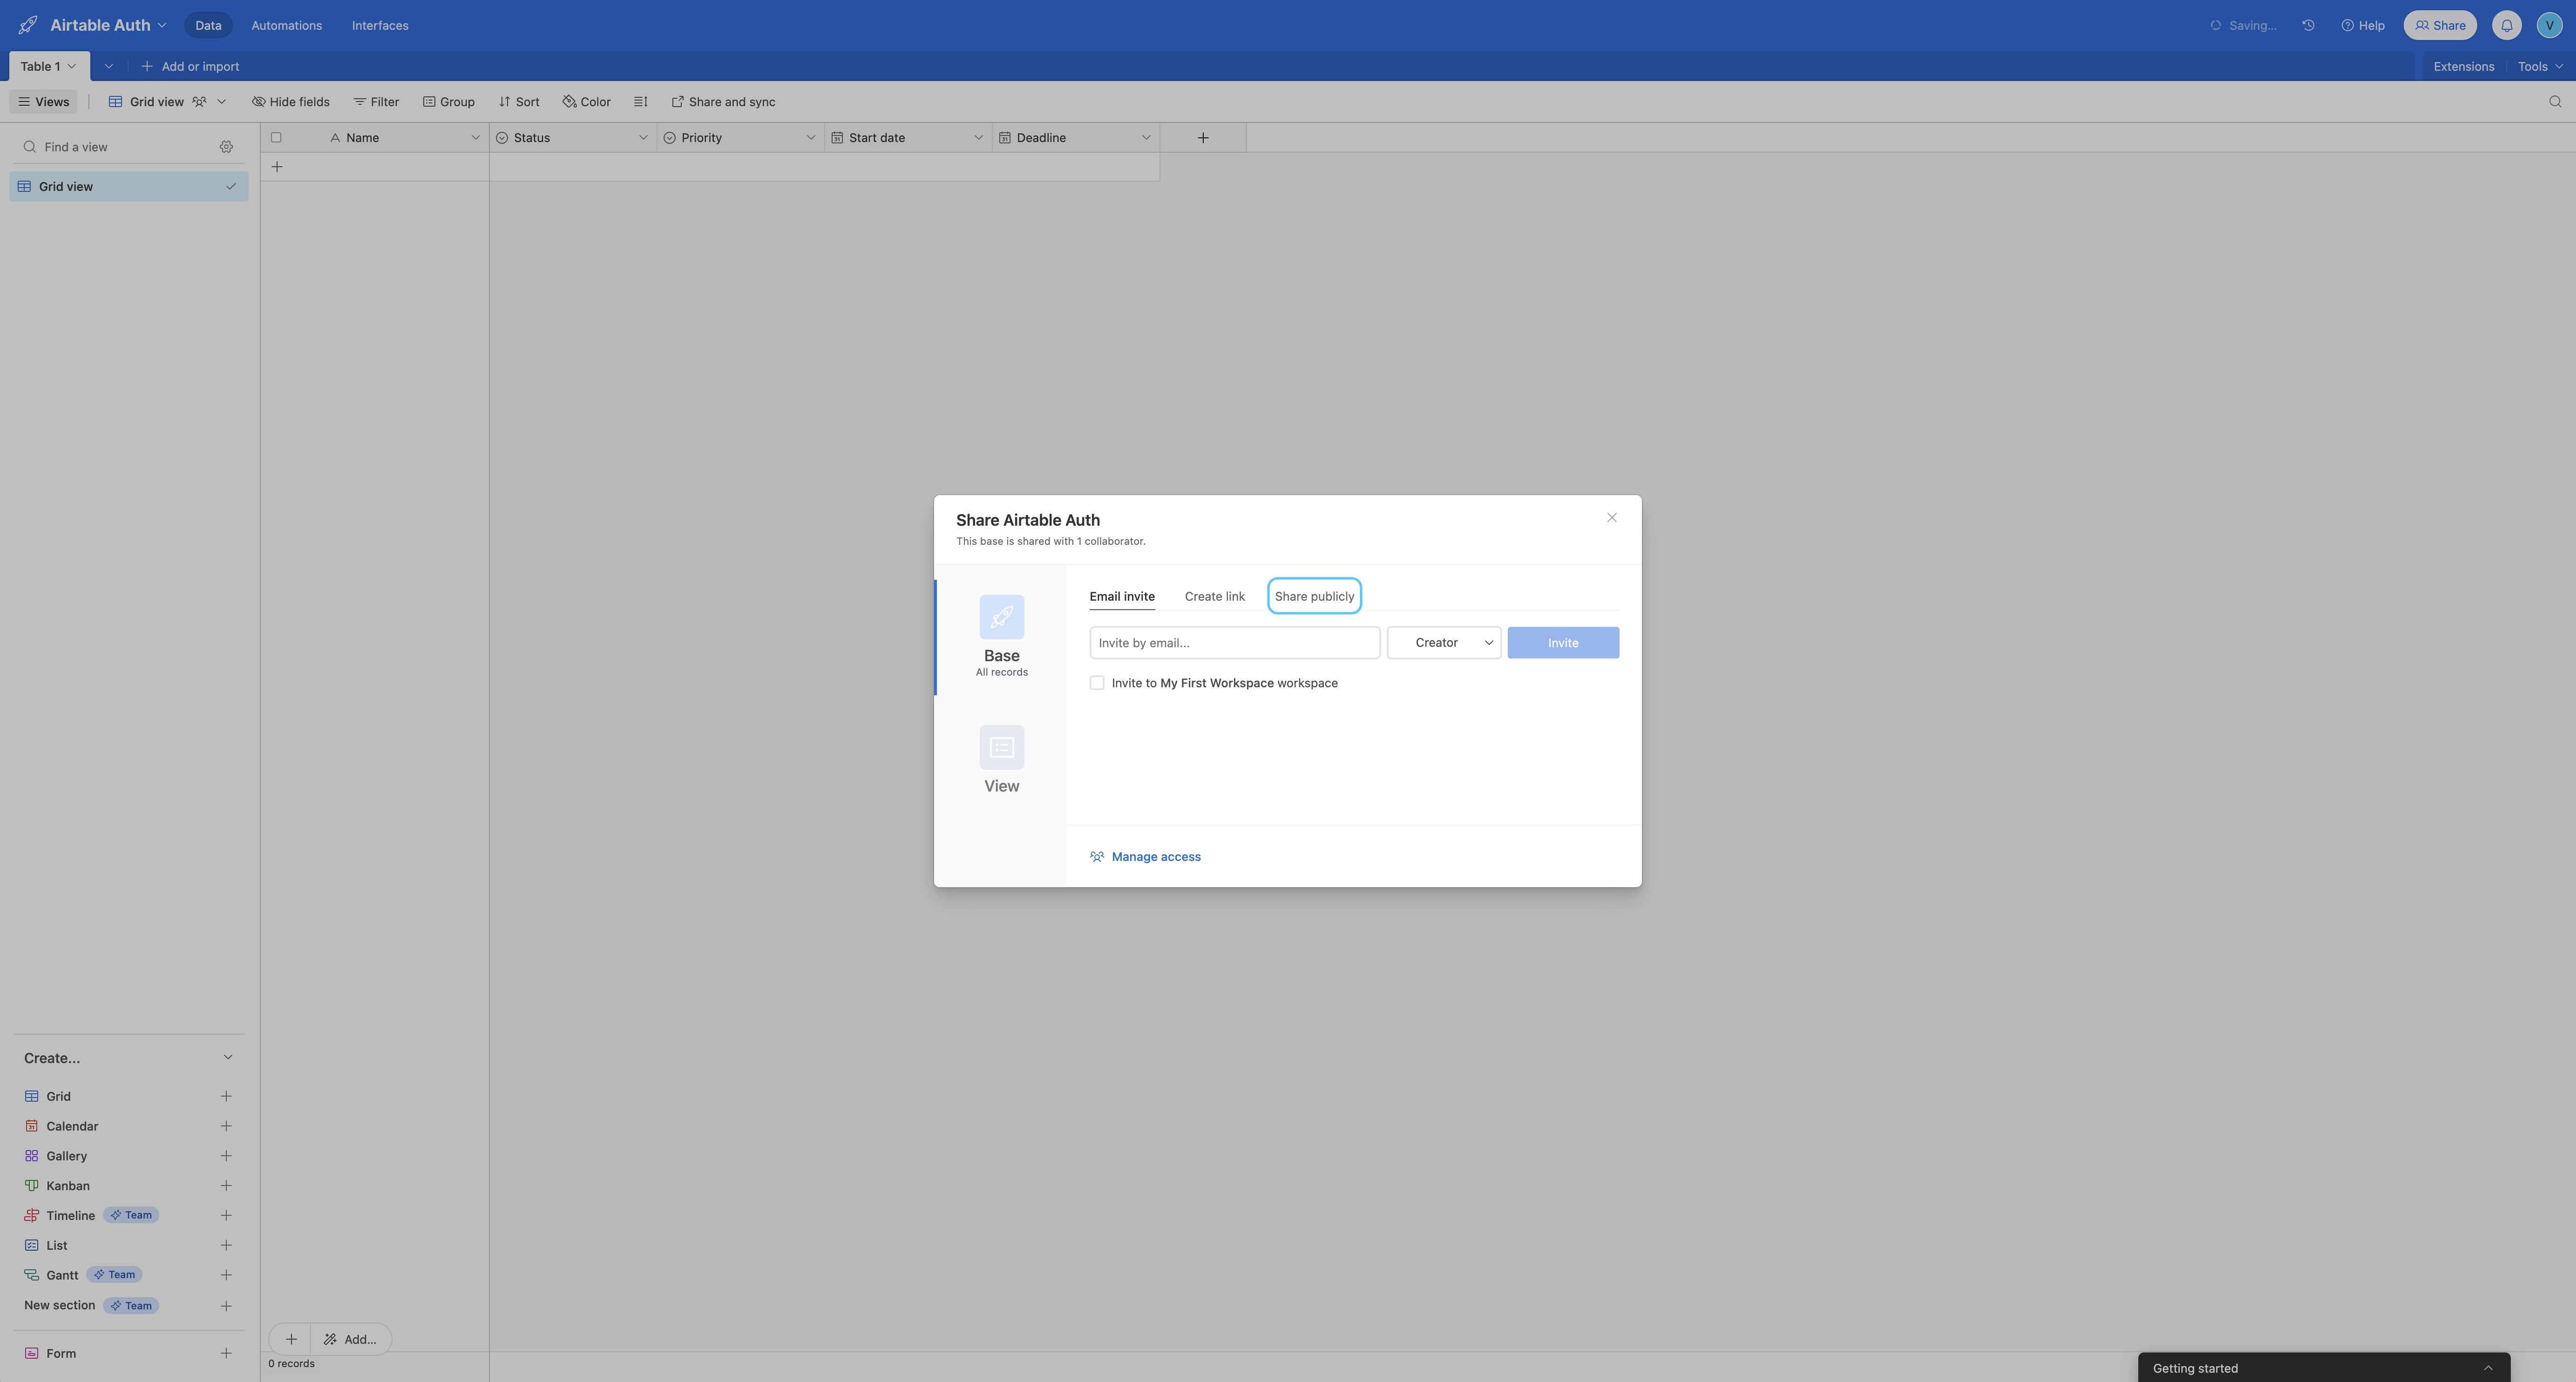 Airtable Auth
Data
Automations
Interfaces
Saving...
Help
Share
V
Table 1
Add or import
Extensions
Tools
Views
Grid view
Hide fields
Filter
Group
Sort
Color
Share and sync
Find a view
Grid view
Name
Status
Priority
Start date
Deadline
Share Airtable Auth
This base is shared with 1 collaborator.
Base
All records
View
Email invite
Create link
Share publicly
Invite by email...
Creator
Invite
Invite to My First Workspace workspace
Manage access
Create...
Grid
Calendar
Gallery
Kanban
Timeline Team
List
Gantt Team
New section Team
Form
Add...
0 records
Getting started